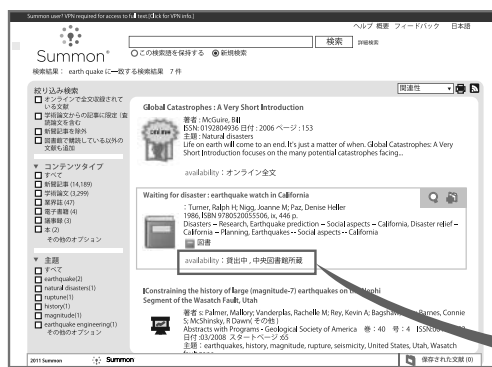 Summon user? VPN required for access to full text.(Click for VPN info.)
ヘルプ 概要 フィードバック 日本語
Summon®
検索 詳細検索
この検索語を保持する 新規検索
検索結果： earth quake に一致する検索結果 7件
絞り込み検索
オンラインで全文収録されている文献
学術論文からの記事に限定（査読論文を含む
新聞記事を除外
図書館で購読している以外の文献も追加
コンテンツタイプ
すべて
新聞記事 (14,189)
学術論文 (3,299)
業界誌 (47)
電子書籍 (4)
議事録 (3)
本 (2)
その他のオプション
主題
すべて
earthquake(2)
natural disasters(1)
rupture(1)
history(1)
magnitude(1)
earthquake engineering(1)
その他のオプション
関連性
Global Catastrophes : A Very Short Introduction
著者 : McGuire, Bill
ISSN: 0192804936 日付 : 2006 ページ : 153
主題 : Natural disasters
Life on earth will come to an end. It's just a matter of when. Global Catastrophes: A Very
Short Introduction focuses on the many potential catastrophes facing...
availability：オンライン全文
Waiting for disaster : earthquake watch in California
: Turner, Ralph H; Nigg, Joanne M; Paz, Denise Heller
1986, ISBN 9780520055506, ix, 446 p.
Disasters – Research, Earthquake prediction – Social aspects – California, Disaster relief –
California – Planning, Earthquakes -- Social aspects -- California
図書
availability：貸出中 , 中央図書館所蔵
Constraining the history of large (magnitude-7) earthquakes on the Nephi
Segment of the Wasatch Fault, Utah
著者 s: Palmer, Mallory; Vanderplas, Rachelle M; Rey, Kevin A; Barnes, Connie
S; McShinsky, R Dawn( その他 )
Abstracts with Programs - Geological Society of America 巻：40 号：4
日付 :03/2008 スタートページ :65
主題：earthquakes, history, magnitude, rupture, seismicity, United States, Utah, Wasatch
2011 Summon Summon 保存された文献 (0)